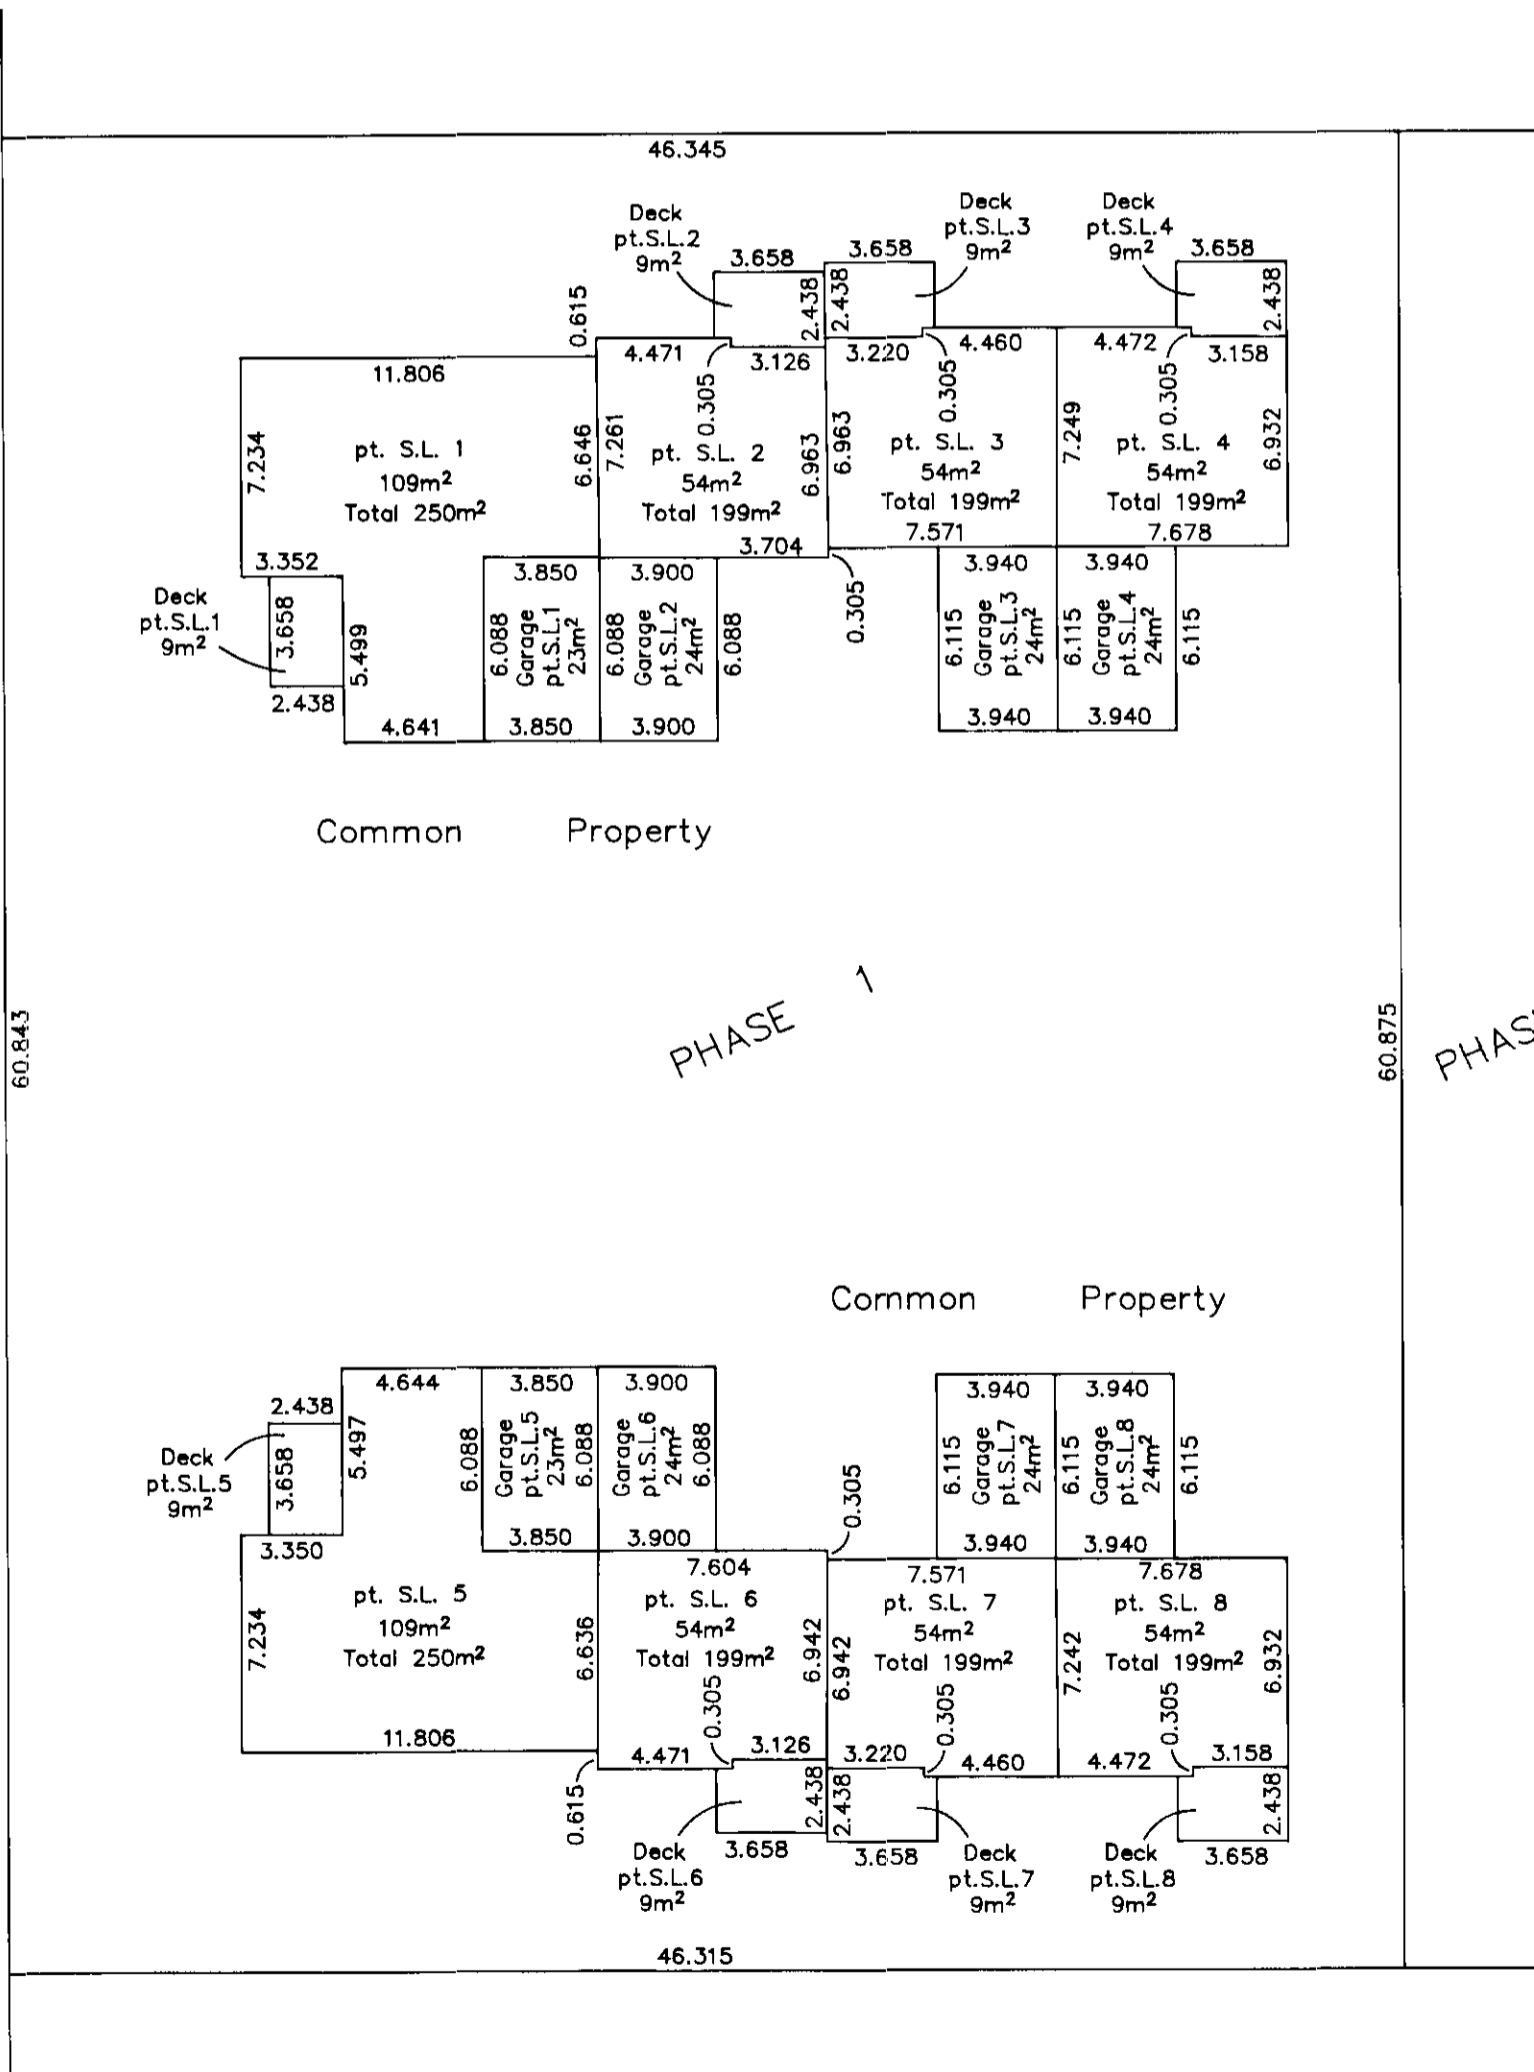 46.345
Deck
pt.S.L.2
9m²
3.658
3.658
Deck
pt.S.L.3
9m²
Deck
pt.S.L.4
9m²
3.658
0.615
2.438
2.438
2.438
11.806
4.471
3.126
3.220
4.460
4.472
3.158
0.305
0.305
0.305
7.234
pt. S.L. 1
109m²
Total 250m²
6.646
7.261
pt. S.L. 2
54m²
Total 199m²
6.963
6.963
pt. S.L. 3
54m²
Total 199m²
7.249
pt. S.L. 4
54m²
Total 199m²
6.932
3.352
3.704
7.571
7.678
Deck
pt.S.L.1
9m²
3.658
2.438
5.499
3.850
3.900
0.305
3.940
3.940
6.088
Garage
pt.S.L.1
23m²
6.088
Garage
pt.S.L.2
24m²
6.088
6.115
Garage
pt.S.L.3
24m²
6.115
Garage
pt.S.L.4
24m²
6.115
4.641
3.850
3.900
3.940
3.940
Common Property
PHASE 1
60.843
60.875
PHAS
Common Property
4.644
3.850
3.900
3.940
3.940
2.438
Deck
pt.S.L.5
9m²
3.658
5.497
6.088
Garage
pt.S.L.5
23m²
6.088
Garage
pt.S.L.6
24m²
6.088
0.305
6.115
Garage
pt.S.L.7
24m²
6.115
Garage
pt.S.L.8
24m²
6.115
3.350
3.850
3.900
3.940
3.940
7.604
7.571
7.678
7.234
pt. S.L. 5
109m²
Total 250m²
6.636
pt. S.L. 6
54m²
Total 199m²
6.942
6.942
pt. S.L. 7
54m²
Total 199m²
7.242
pt. S.L. 8
54m²
Total 199m²
6.932
0.305
0.305
0.305
11.806
4.471
3.126
3.220
4.460
4.472
3.158
0.615
2.438
2.438
2.438
Deck
pt.S.L.6
9m²
3.658
3.658
Deck
pt.S.L.7
9m²
Deck
pt.S.L.8
9m²
3.658
46.315